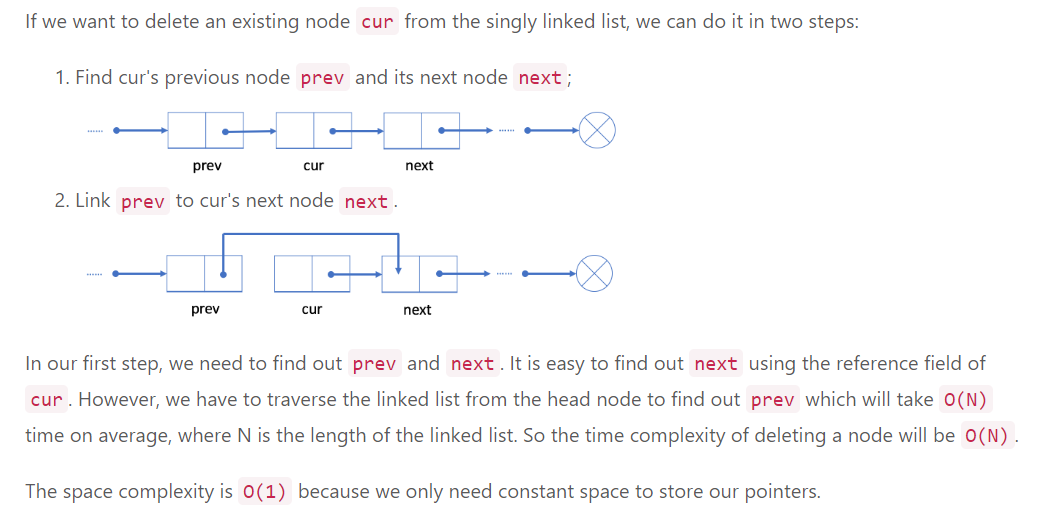 If we want to delete an existing node cur from the singly linked list, we can do it in two steps:
1. Find cur's previous node prev and its next node next;
...... ......
prev cur next
2. Link prev to cur's next node next.
...... ......
prev cur next
In our first step, we need to find out prev and next. It is easy to find out next using the reference field of
cur. However, we have to traverse the linked list from the head node to find out prev which will take O(N)
time on average, where N is the length of the linked list. So the time complexity of deleting a node will be O(N).
The space complexity is O(1) because we only need constant space to store our pointers.